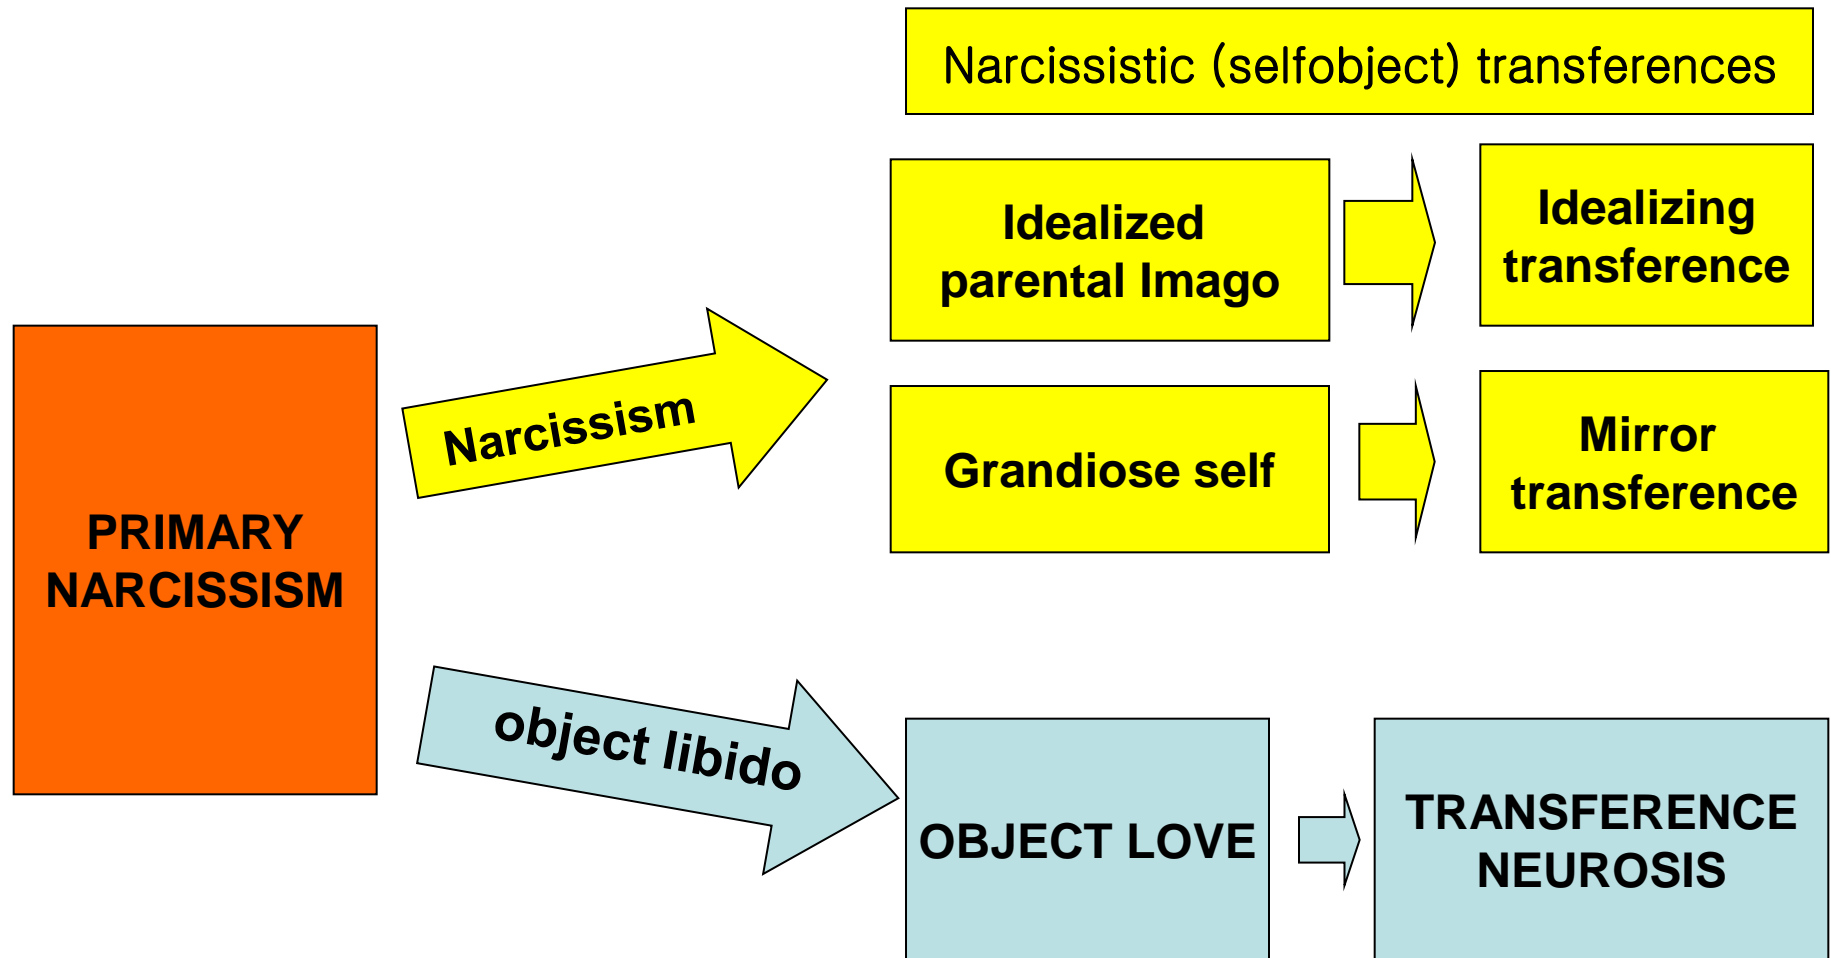 Narcissistic (selfobject) transferences
Idealized
parental Imago
Idealizing
transference
Narcissism
Grandiose self
Mirror
transference
PRIMARY
NARCISSISM
object libido
OBJECT LOVE
TRANSFERENCE
NEUROSIS